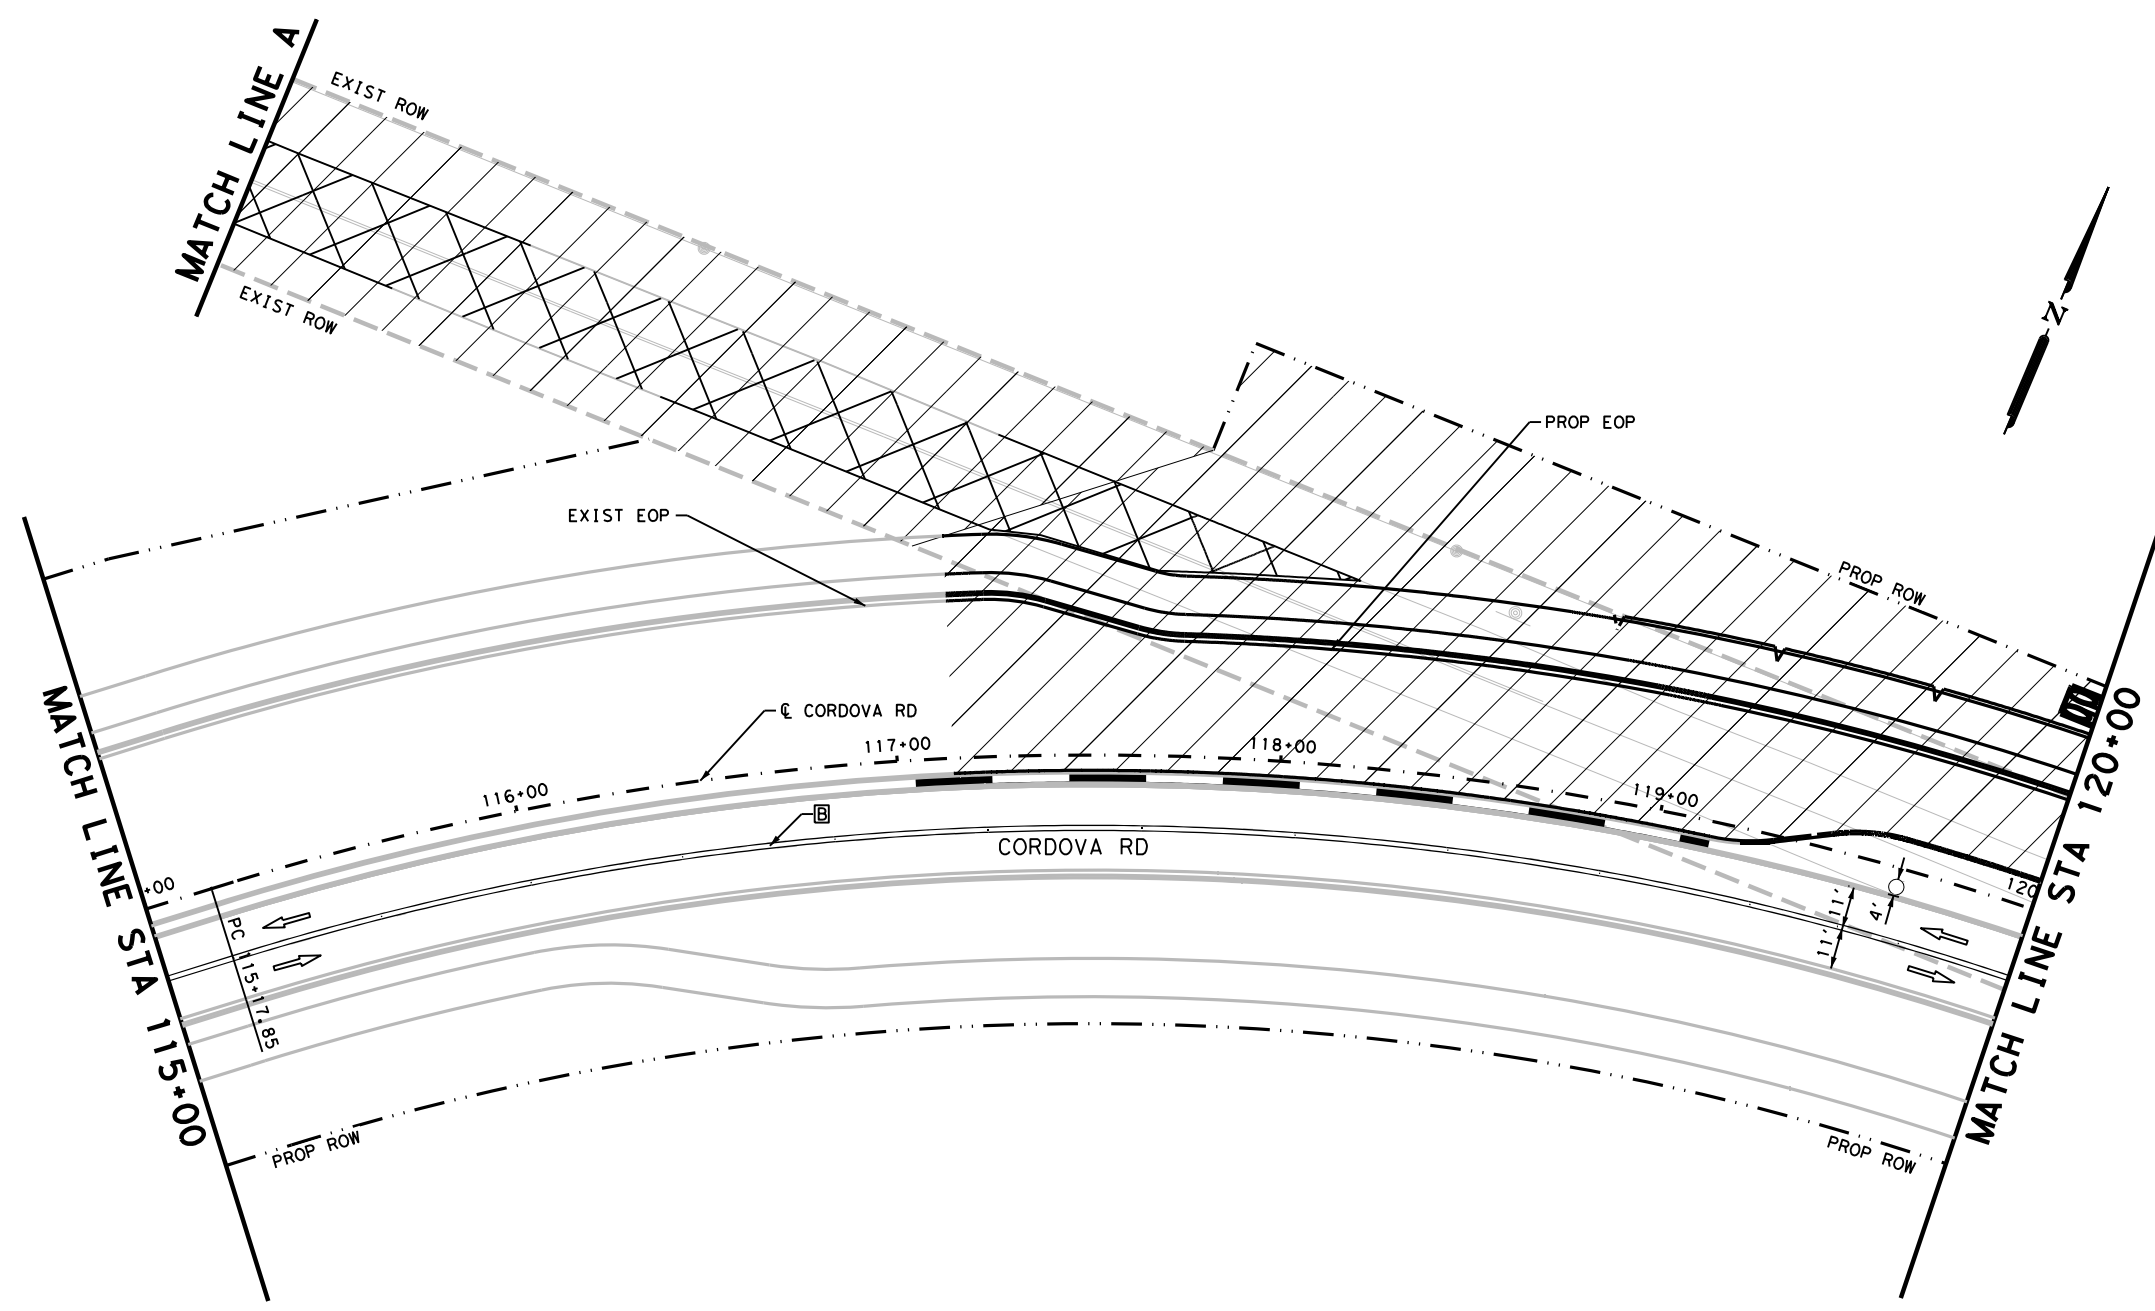 MATCH LINE A
EXIST ROW
EXIST ROW
N
PROP EOP
EXIST EOP
PROP ROW
℄ CORDOVA RD
117+00
118+00
116+00
119+00
B
CORDOVA RD
+00
120
PC 115+17.85
11'
11'
4'
MATCH LINE STA 115+00
MATCH LINE STA 120+00
PROP ROW
PROP ROW